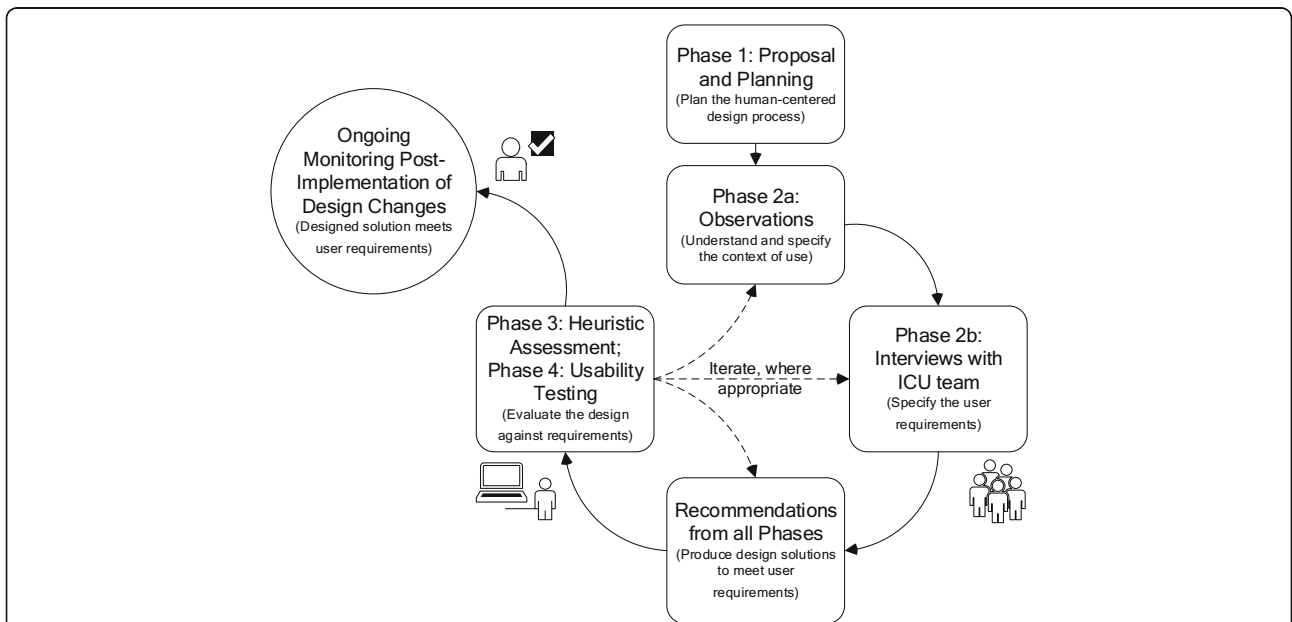 Phase 1: Proposal
and Planning
(Plan the human-centered
design process)
Ongoing
Monitoring Post-
Implementation of
Design Changes
(Designed solution meets
user requirements)
Phase 2a:
Observations
(Understand and specify
the context of use)
Phase 3: Heuristic
Assessment;
Phase 4: Usability
Testing
(Evaluate the design
against requirements)
Iterate, where
appropriate
Phase 2b:
Interviews with
ICU team
(Specify the user
requirements)
Recommendations
from all Phases
(Produce design solutions
to meet user
requirements)